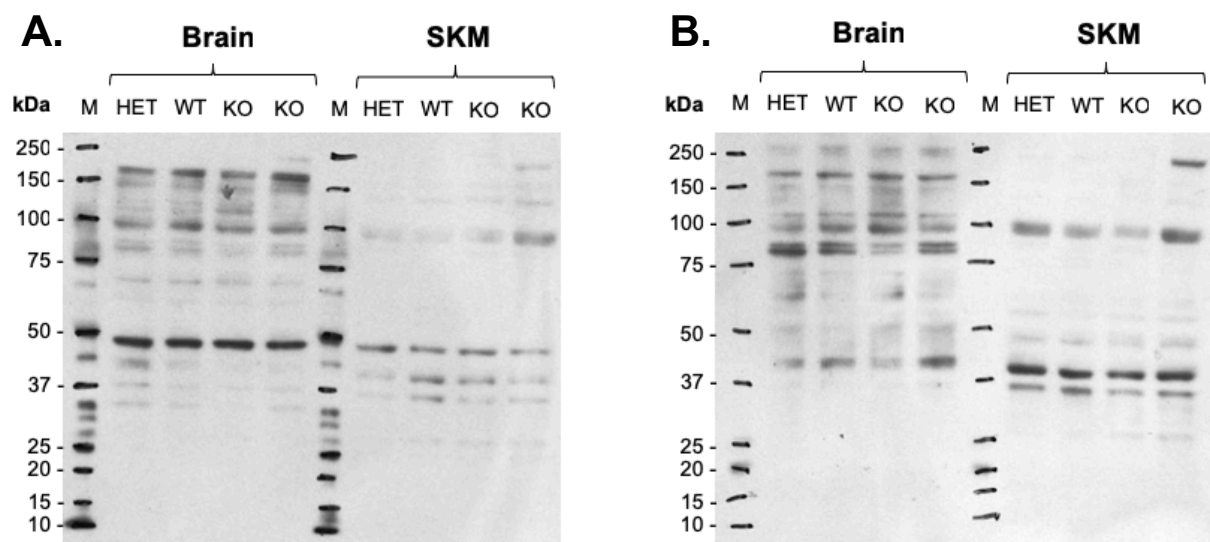 A.
Brain
SKM
kDa
M
HET
WT
KO
KO
M
HET
WT
KO
KO
250 -
150 -
100 -
75 -
50 -
37 -
25 -
20 -
15 -
10 -
B.
Brain
SKM
kDa
M
HET
WT
KO
KO
M
HET
WT
KO
KO
250 -
150 -
100 -
75 -
50 -
37 -
25 -
20 -
15 -
10 -